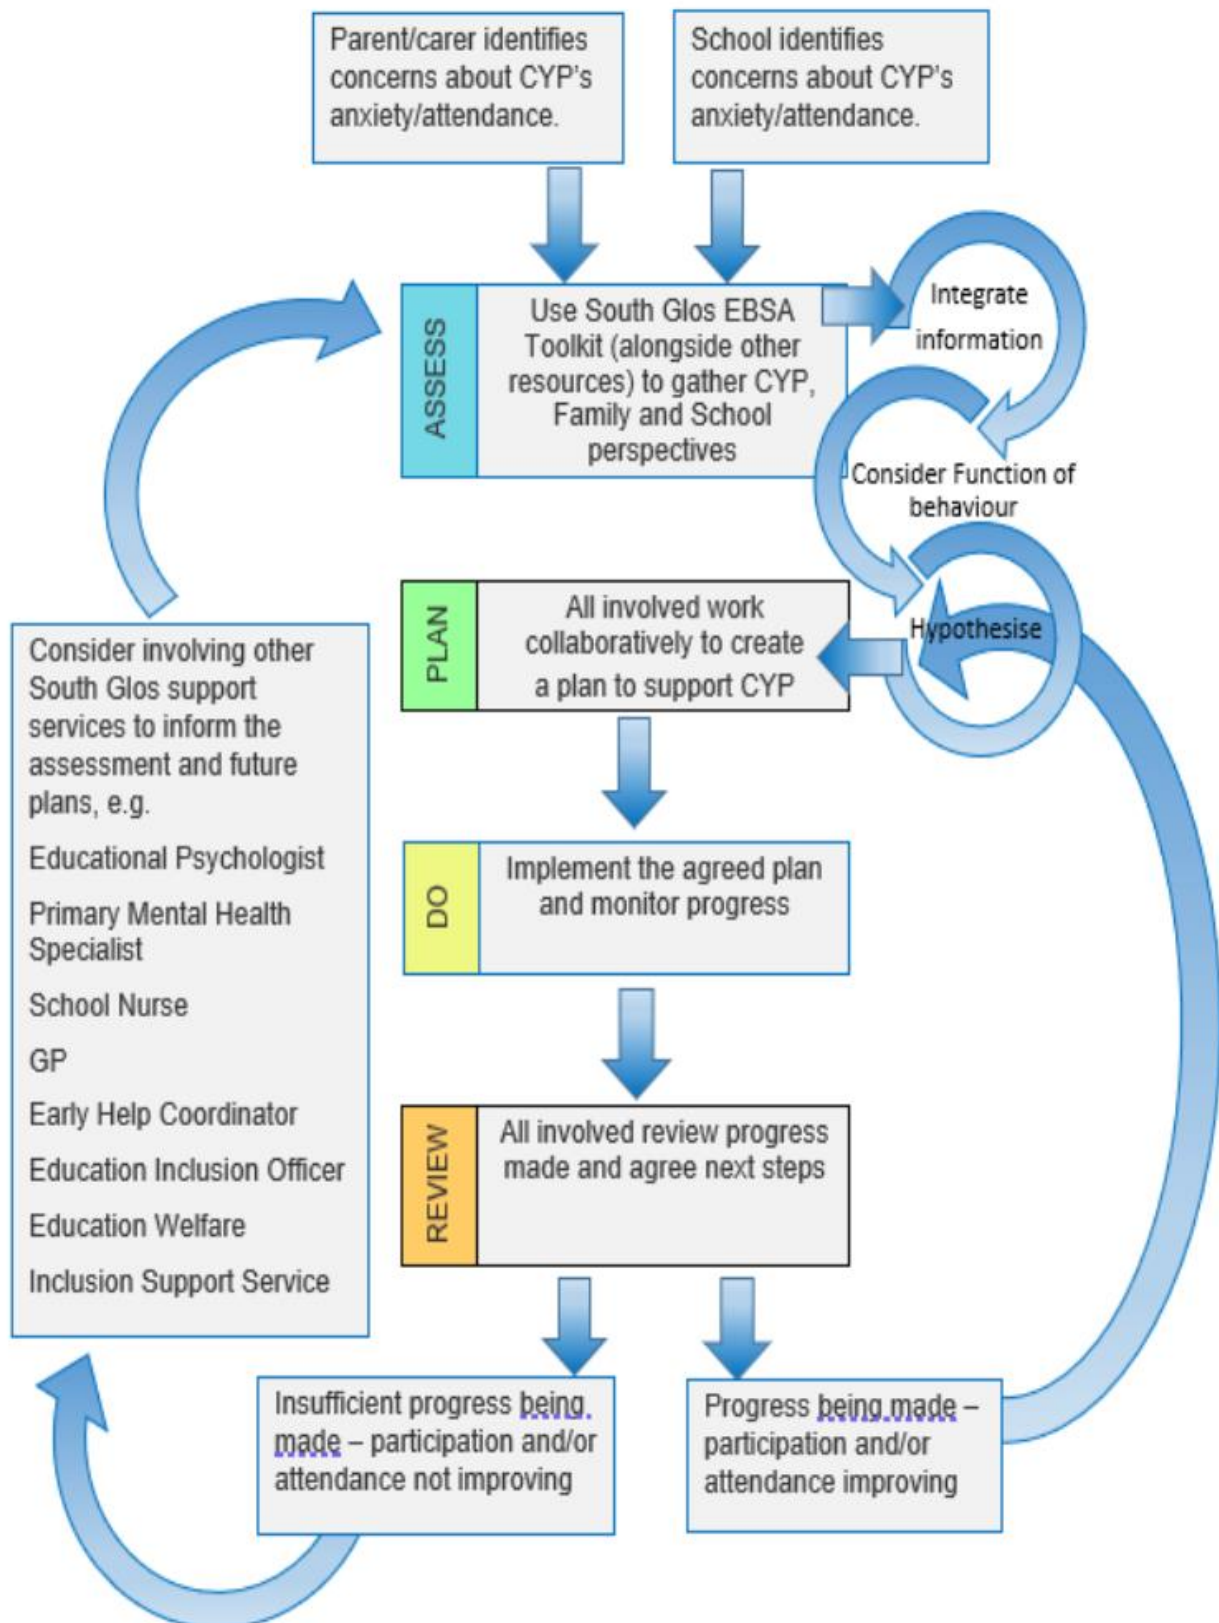 Parent/carer identifies
concerns about CYP's
anxiety/attendance.
School identifies
concerns about CYP's
anxiety/attendance.
ASSESS
Use South Glos EBSA
Toolkit (alongside other
resources) to gather CYP,
Family and School
perspectives
Integrate
information
Consider Function of
behaviour
Hypothesise
PLAN
All involved work
collaboratively to create
a plan to support CYP
DO
Implement the agreed plan
and monitor progress
REVIEW
All involved review progress
made and agree next steps
Insufficient progress being
made – participation and/or
attendance not improving
Progress being made –
participation and/or
attendance improving
Consider involving other
South Glos support
services to inform the
assessment and future
plans, e.g.
Educational Psychologist
Primary Mental Health
Specialist
School Nurse
GP
Early Help Coordinator
Education Inclusion Officer
Education Welfare
Inclusion Support Service